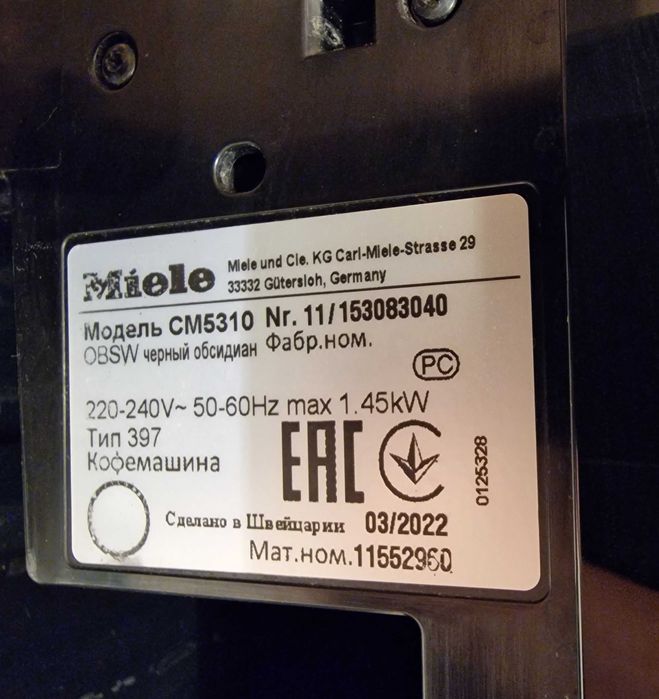 Miele
Miele und Cie. KG Carl-Miele-Strasse 29
33332 Gütersloh, Germany
Модель CM5310 Nr. 11/153083040
OBSW черный обсидиан Фабр.ном.
PC
220-240V~ 50-60Hz max 1.45kW
Тип 397
Кофемашина
EAC
0125328
Сделано в Швейцарии 03/2022
Мат.ном.11552960